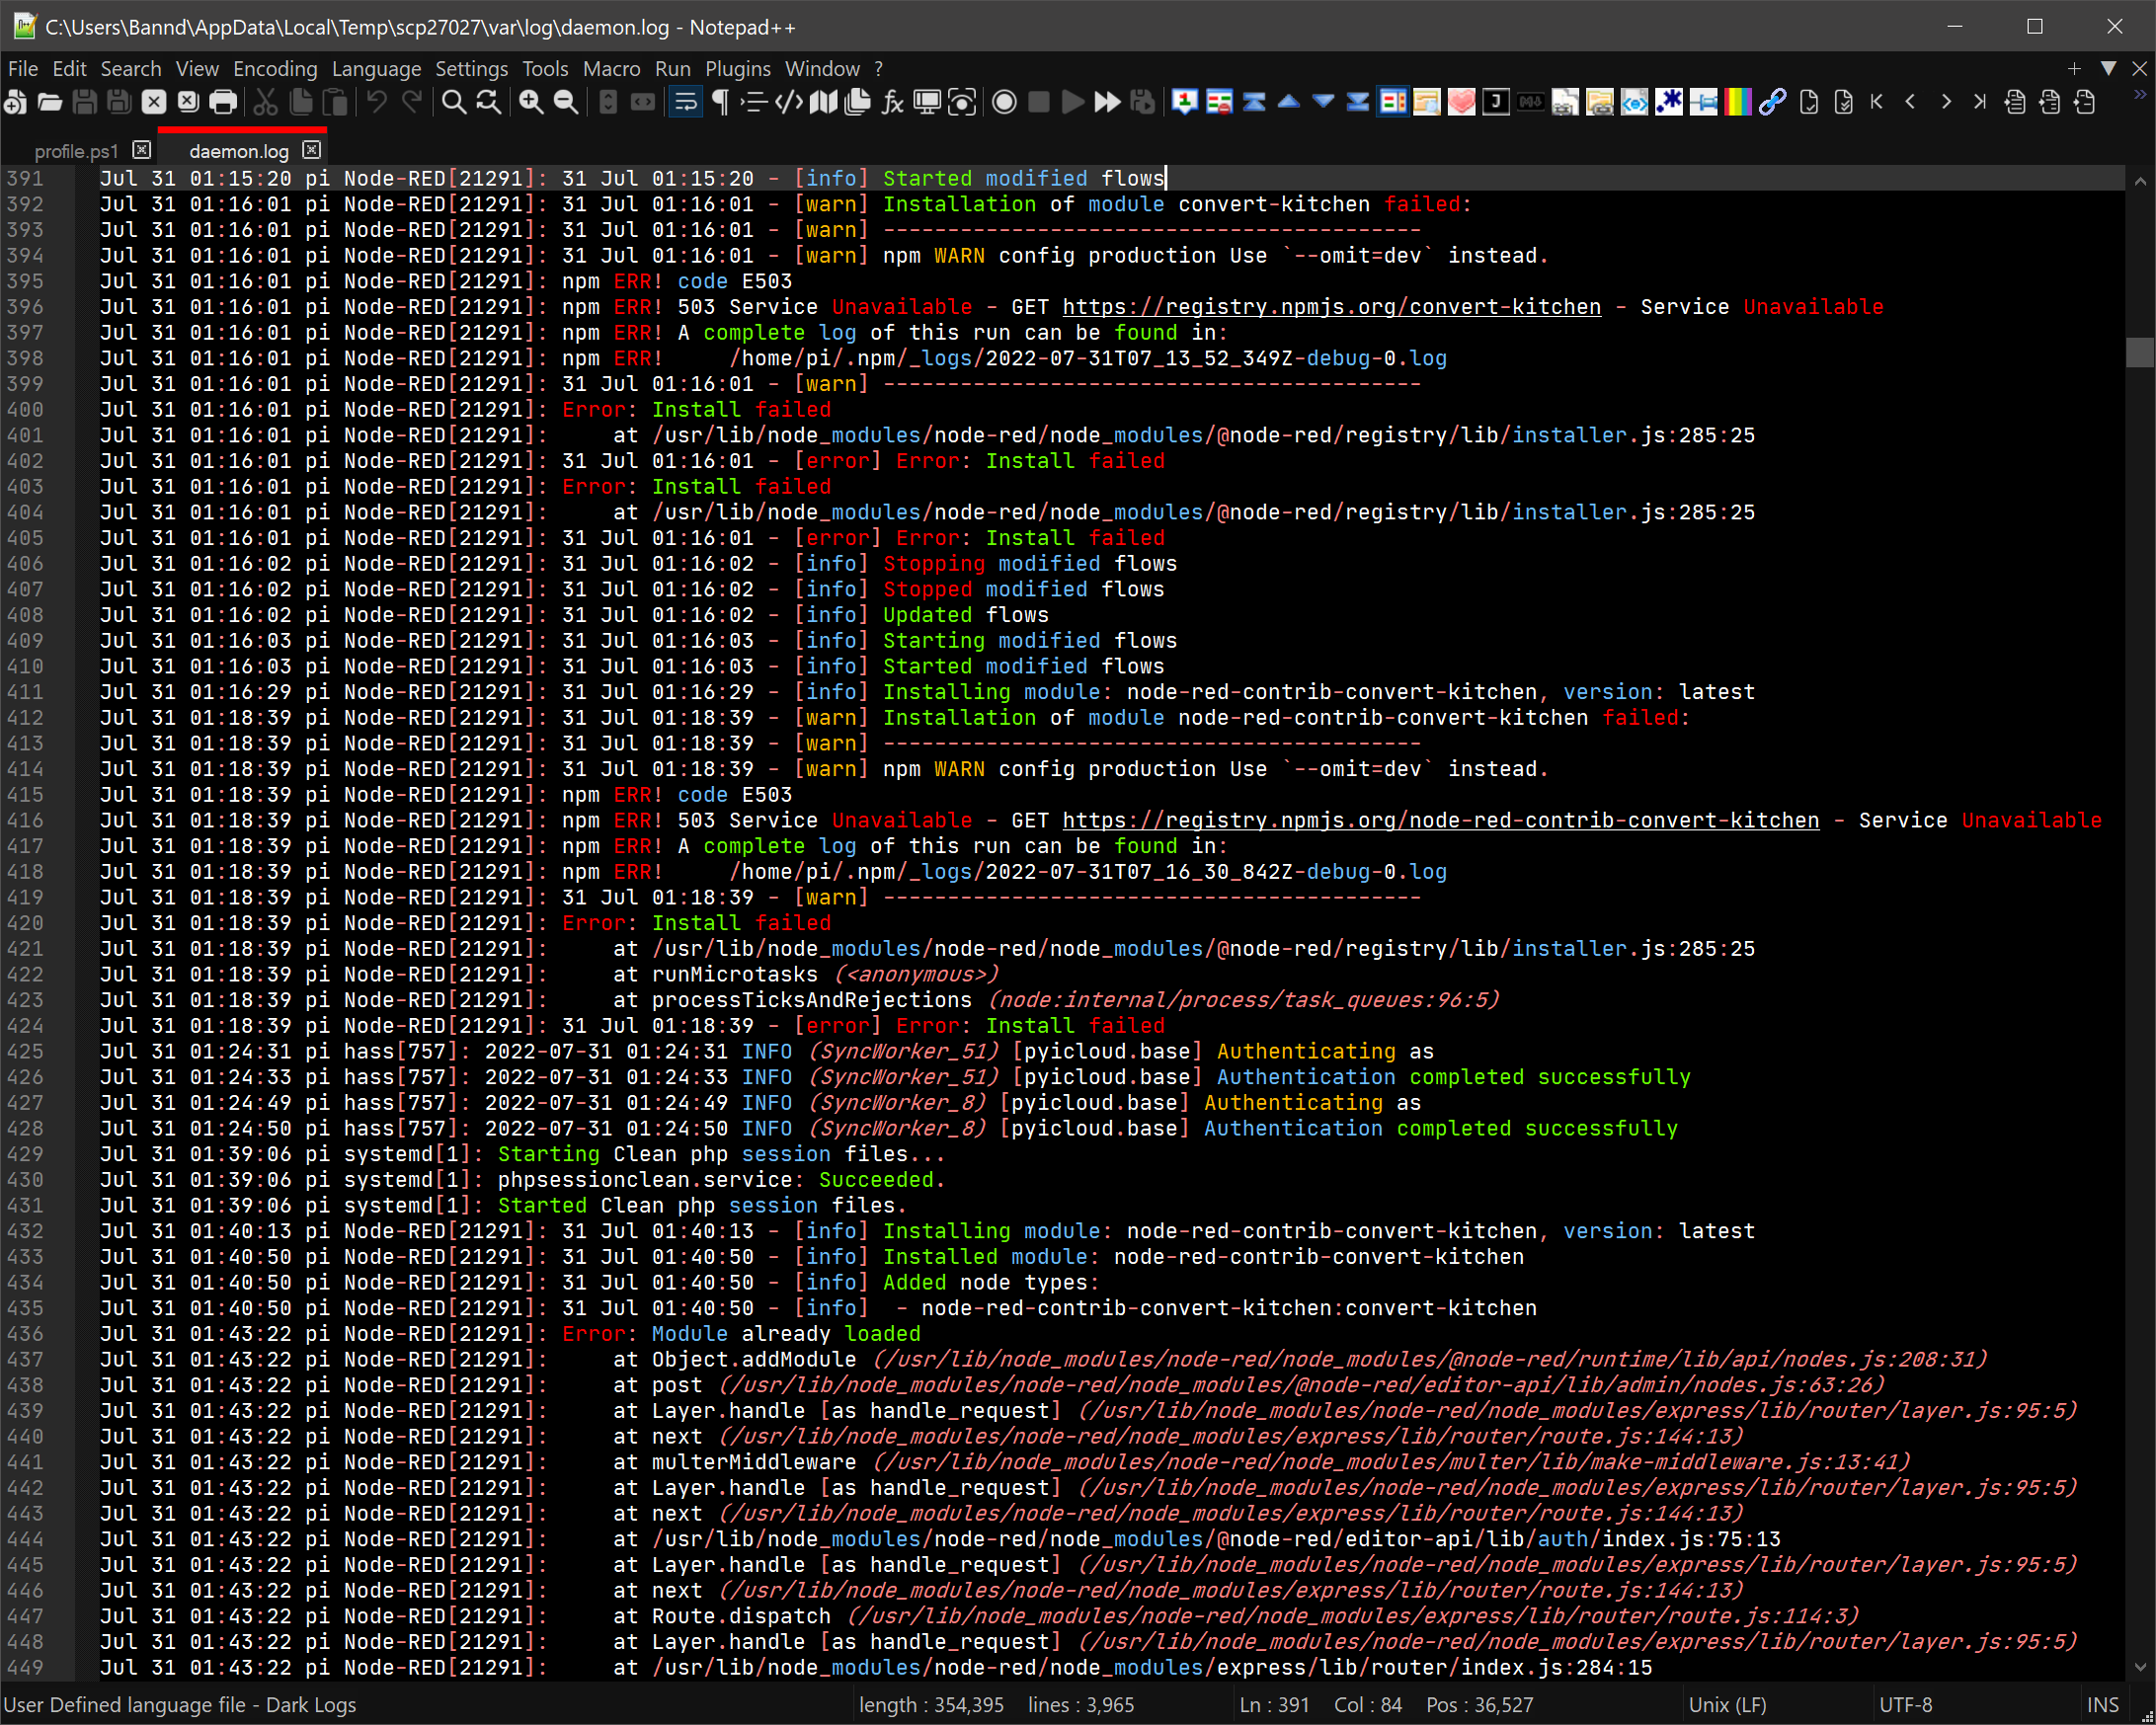 C:\Users\Bannd\AppData\Local\Temp\scp27027\var\log\daemon.log - Notepad++
File Edit Search View Encoding Language Settings Tools Macro Run Plugins Window ?
profile.ps1 daemon.log
391 Jul 31 01:15:20 pi Node-RED[21291]: 31 Jul 01:15:20 - [info] Started modified flows
392 Jul 31 01:16:01 pi Node-RED[21291]: 31 Jul 01:16:01 - [warn] Installation of module convert-kitchen failed:
393 Jul 31 01:16:01 pi Node-RED[21291]: 31 Jul 01:16:01 - [warn] ------------------------------------------
394 Jul 31 01:16:01 pi Node-RED[21291]: 31 Jul 01:16:01 - [warn] npm WARN config production Use `--omit=dev` instead.
395 Jul 31 01:16:01 pi Node-RED[21291]: npm ERR! code E503
396 Jul 31 01:16:01 pi Node-RED[21291]: npm ERR! 503 Service Unavailable - GET https://registry.npmjs.org/convert-kitchen - Service Unavailable
397 Jul 31 01:16:01 pi Node-RED[21291]: npm ERR! A complete log of this run can be found in:
398 Jul 31 01:16:01 pi Node-RED[21291]: npm ERR!     /home/pi/.npm/_logs/2022-07-31T07_13_52_349Z-debug-0.log
399 Jul 31 01:16:01 pi Node-RED[21291]: 31 Jul 01:16:01 - [warn] ------------------------------------------
400 Jul 31 01:16:01 pi Node-RED[21291]: Error: Install failed
401 Jul 31 01:16:01 pi Node-RED[21291]:     at /usr/lib/node_modules/node-red/node_modules/@node-red/registry/lib/installer.js:285:25
402 Jul 31 01:16:01 pi Node-RED[21291]: 31 Jul 01:16:01 - [error] Error: Install failed
403 Jul 31 01:16:01 pi Node-RED[21291]: Error: Install failed
404 Jul 31 01:16:01 pi Node-RED[21291]:     at /usr/lib/node_modules/node-red/node_modules/@node-red/registry/lib/installer.js:285:25
405 Jul 31 01:16:01 pi Node-RED[21291]: 31 Jul 01:16:01 - [error] Error: Install failed
406 Jul 31 01:16:02 pi Node-RED[21291]: 31 Jul 01:16:02 - [info] Stopping modified flows
407 Jul 31 01:16:02 pi Node-RED[21291]: 31 Jul 01:16:02 - [info] Stopped modified flows
408 Jul 31 01:16:02 pi Node-RED[21291]: 31 Jul 01:16:02 - [info] Updated flows
409 Jul 31 01:16:03 pi Node-RED[21291]: 31 Jul 01:16:03 - [info] Starting modified flows
410 Jul 31 01:16:03 pi Node-RED[21291]: 31 Jul 01:16:03 - [info] Started modified flows
411 Jul 31 01:16:29 pi Node-RED[21291]: 31 Jul 01:16:29 - [info] Installing module: node-red-contrib-convert-kitchen, version: latest
412 Jul 31 01:18:39 pi Node-RED[21291]: 31 Jul 01:18:39 - [warn] Installation of module node-red-contrib-convert-kitchen failed:
413 Jul 31 01:18:39 pi Node-RED[21291]: 31 Jul 01:18:39 - [warn] ------------------------------------------
414 Jul 31 01:18:39 pi Node-RED[21291]: 31 Jul 01:18:39 - [warn] npm WARN config production Use `--omit=dev` instead.
415 Jul 31 01:18:39 pi Node-RED[21291]: npm ERR! code E503
416 Jul 31 01:18:39 pi Node-RED[21291]: npm ERR! 503 Service Unavailable - GET https://registry.npmjs.org/node-red-contrib-convert-kitchen - Service Unavailable
417 Jul 31 01:18:39 pi Node-RED[21291]: npm ERR! A complete log of this run can be found in:
418 Jul 31 01:18:39 pi Node-RED[21291]: npm ERR!     /home/pi/.npm/_logs/2022-07-31T07_16_30_842Z-debug-0.log
419 Jul 31 01:18:39 pi Node-RED[21291]: 31 Jul 01:18:39 - [warn] ------------------------------------------
420 Jul 31 01:18:39 pi Node-RED[21291]: Error: Install failed
421 Jul 31 01:18:39 pi Node-RED[21291]:     at /usr/lib/node_modules/node-red/node_modules/@node-red/registry/lib/installer.js:285:25
422 Jul 31 01:18:39 pi Node-RED[21291]:     at runMicrotasks (<anonymous>)
423 Jul 31 01:18:39 pi Node-RED[21291]:     at processTicksAndRejections (node:internal/process/task_queues:96:5)
424 Jul 31 01:18:39 pi Node-RED[21291]: 31 Jul 01:18:39 - [error] Error: Install failed
425 Jul 31 01:24:31 pi hass[757]: 2022-07-31 01:24:31 INFO (SyncWorker_51) [pyicloud.base] Authenticating as
426 Jul 31 01:24:33 pi hass[757]: 2022-07-31 01:24:33 INFO (SyncWorker_51) [pyicloud.base] Authentication completed successfully
427 Jul 31 01:24:49 pi hass[757]: 2022-07-31 01:24:49 INFO (SyncWorker_8) [pyicloud.base] Authenticating as
428 Jul 31 01:24:50 pi hass[757]: 2022-07-31 01:24:50 INFO (SyncWorker_8) [pyicloud.base] Authentication completed successfully
429 Jul 31 01:39:06 pi systemd[1]: Starting Clean php session files...
430 Jul 31 01:39:06 pi systemd[1]: phpsessionclean.service: Succeeded.
431 Jul 31 01:39:06 pi systemd[1]: Started Clean php session files.
432 Jul 31 01:40:13 pi Node-RED[21291]: 31 Jul 01:40:13 - [info] Installing module: node-red-contrib-convert-kitchen, version: latest
433 Jul 31 01:40:50 pi Node-RED[21291]: 31 Jul 01:40:50 - [info] Installed module: node-red-contrib-convert-kitchen
434 Jul 31 01:40:50 pi Node-RED[21291]: 31 Jul 01:40:50 - [info] Added node types:
435 Jul 31 01:40:50 pi Node-RED[21291]: 31 Jul 01:40:50 - [info]  - node-red-contrib-convert-kitchen:convert-kitchen
436 Jul 31 01:43:22 pi Node-RED[21291]: Error: Module already loaded
437 Jul 31 01:43:22 pi Node-RED[21291]:     at Object.addModule (/usr/lib/node_modules/node-red/node_modules/@node-red/runtime/lib/api/nodes.js:208:31)
438 Jul 31 01:43:22 pi Node-RED[21291]:     at post (/usr/lib/node_modules/node-red/node_modules/@node-red/editor-api/lib/admin/nodes.js:63:26)
439 Jul 31 01:43:22 pi Node-RED[21291]:     at Layer.handle [as handle_request] (/usr/lib/node_modules/node-red/node_modules/express/lib/router/layer.js:95:5)
440 Jul 31 01:43:22 pi Node-RED[21291]:     at next (/usr/lib/node_modules/node-red/node_modules/express/lib/router/route.js:144:13)
441 Jul 31 01:43:22 pi Node-RED[21291]:     at multerMiddleware (/usr/lib/node_modules/node-red/node_modules/multer/lib/make-middleware.js:13:41)
442 Jul 31 01:43:22 pi Node-RED[21291]:     at Layer.handle [as handle_request] (/usr/lib/node_modules/node-red/node_modules/express/lib/router/layer.js:95:5)
443 Jul 31 01:43:22 pi Node-RED[21291]:     at next (/usr/lib/node_modules/node-red/node_modules/express/lib/router/route.js:144:13)
444 Jul 31 01:43:22 pi Node-RED[21291]:     at /usr/lib/node_modules/node-red/node_modules/@node-red/editor-api/lib/auth/index.js:75:13
445 Jul 31 01:43:22 pi Node-RED[21291]:     at Layer.handle [as handle_request] (/usr/lib/node_modules/node-red/node_modules/express/lib/router/layer.js:95:5)
446 Jul 31 01:43:22 pi Node-RED[21291]:     at next (/usr/lib/node_modules/node-red/node_modules/express/lib/router/route.js:144:13)
447 Jul 31 01:43:22 pi Node-RED[21291]:     at Route.dispatch (/usr/lib/node_modules/node-red/node_modules/express/lib/router/route.js:114:3)
448 Jul 31 01:43:22 pi Node-RED[21291]:     at Layer.handle [as handle_request] (/usr/lib/node_modules/node-red/node_modules/express/lib/router/layer.js:95:5)
449 Jul 31 01:43:22 pi Node-RED[21291]:     at /usr/lib/node_modules/node-red/node_modules/express/lib/router/index.js:284:15
User Defined language file - Dark Logs length : 354,395 lines : 3,965 Ln : 391 Col : 84 Pos : 36,527 Unix (LF) UTF-8 INS